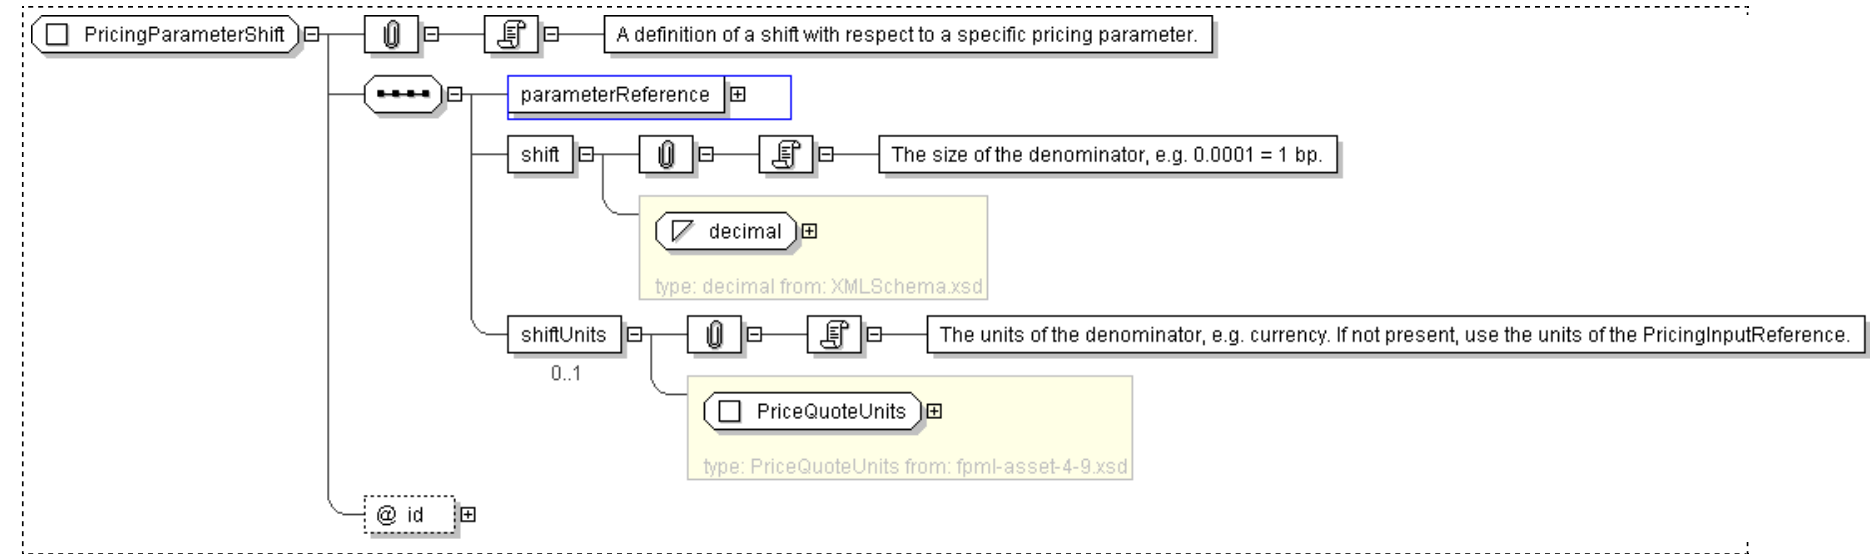 PricingParameterShift
A definition of a shift with respect to a specific pricing parameter.
parameterReference
shift
The size of the denominator, e.g. 0.0001 = 1 bp.
decimal
type: decimal from: XMLSchema.xsd
shiftUnits
The units of the denominator, e.g. currency. If not present, use the units of the PricingInputReference.
0..1
PriceQuoteUnits
type: PriceQuoteUnits from: fpml-asset-4-9.xsd
@ id